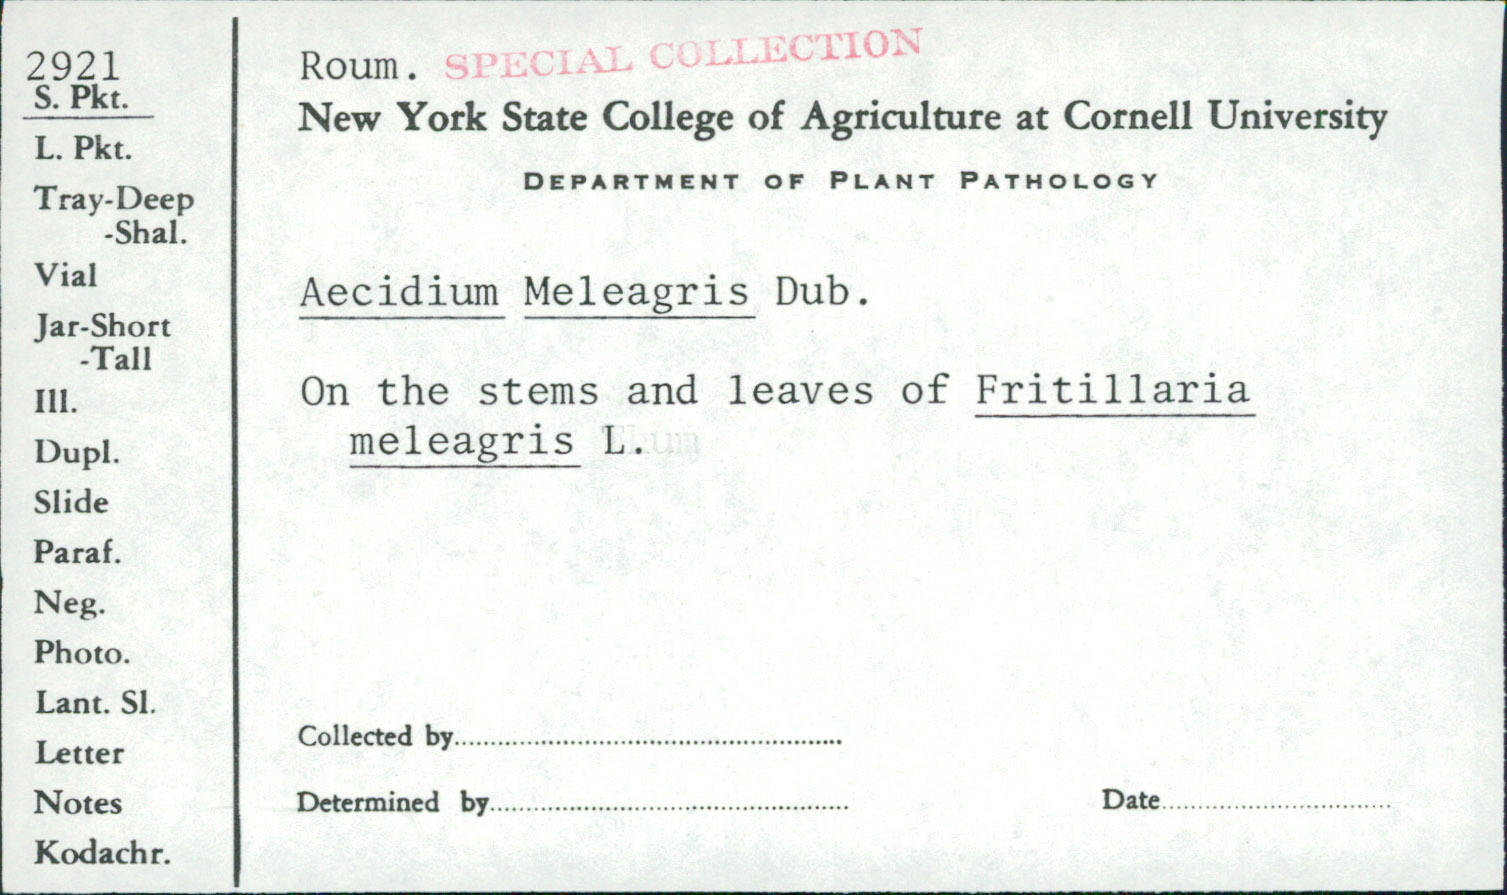 2921
S. Pkt.
L. Pkt.
Tray-Deep
-Shal.
Vial
Jar-Short
-Tall
Ill.
Dupl.
Slide
Paraf.
Neg.
Photo.
Lant. Sl.
Letter
Notes
Kodachr.
Roum. SPECIAL COLLECTION
New York State College of Agriculture at Cornell University
DEPARTMENT OF PLANT PATHOLOGY
Aecidium Meleagris Dub.
On the stems and leaves of Fritillaria
meleagris L.
Collected by
Determined by
Date